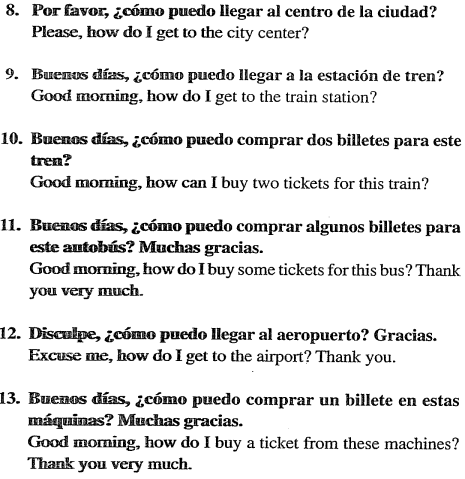 8. Por favor, ¿cómo puedo llegar al centro de la ciudad?
Please, how do I get to the city center?
9. Buenos días, ¿cómo puedo llegar a la estación de tren?
Good morning, how do I get to the train station?
10. Buenos días, ¿cómo puedo comprar dos billetes para este
tren?
Good morning, how can I buy two tickets for this train?
11. Buenos días, ¿cómo puedo comprar algunos billetes para
este autobús? Muchas gracias.
Good morning, how do I buy some tickets for this bus? Thank
you very much.
12. Disculpe, ¿cómo puedo llegar al aeropuerto? Gracias.
Excuse me, how do I get to the airport? Thank you.
13. Buenos días, ¿cómo puedo comprar un billete en estas
máquinas? Muchas gracias.
Good morning, how do I buy a ticket from these machines?
Thank you very much.